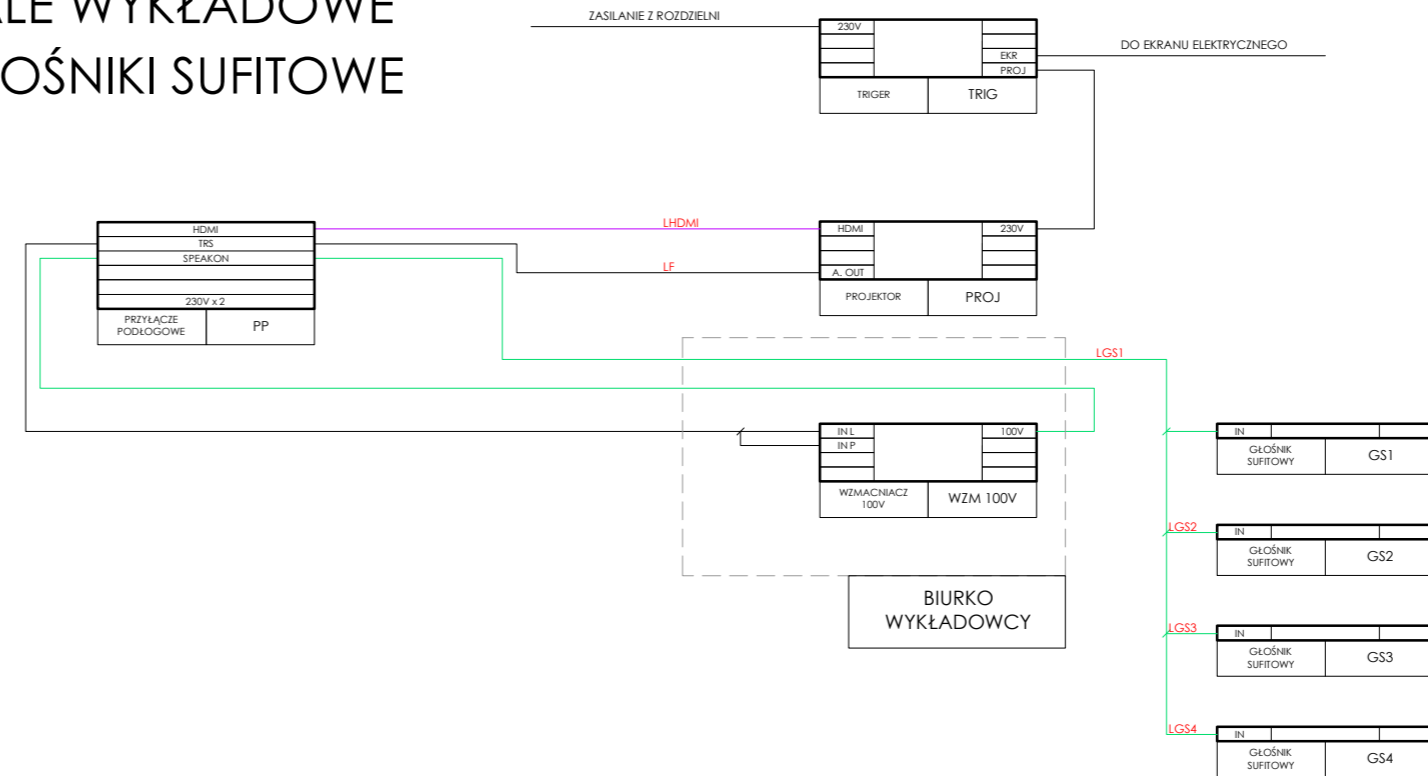 ALE WYKŁADOWE
OŚNIKI SUFITOWE
ZASILANIE Z ROZDZIELNI
230V
EKR
PROJ
TRIGER
TRIG
DO EKRANU ELEKTRYCZNEGO
HDMI
TRS
SPEAKON
230V x 2
PRZYŁĄCZE
PODŁOGOWE
PP
LHDMI
LF
HDMI
230V
A. OUT
PROJEKTOR
PROJ
LGS1
IN L
IN P
100V
WZMACNIACZ
100V
WZM 100V
BIURKO
WYKŁADOWCY
IN
GŁOŚNIK
SUFITOWY
GS1
LGS2
IN
GŁOŚNIK
SUFITOWY
GS2
LGS3
IN
GŁOŚNIK
SUFITOWY
GS3
LGS4
IN
GŁOŚNIK
SUFITOWY
GS4